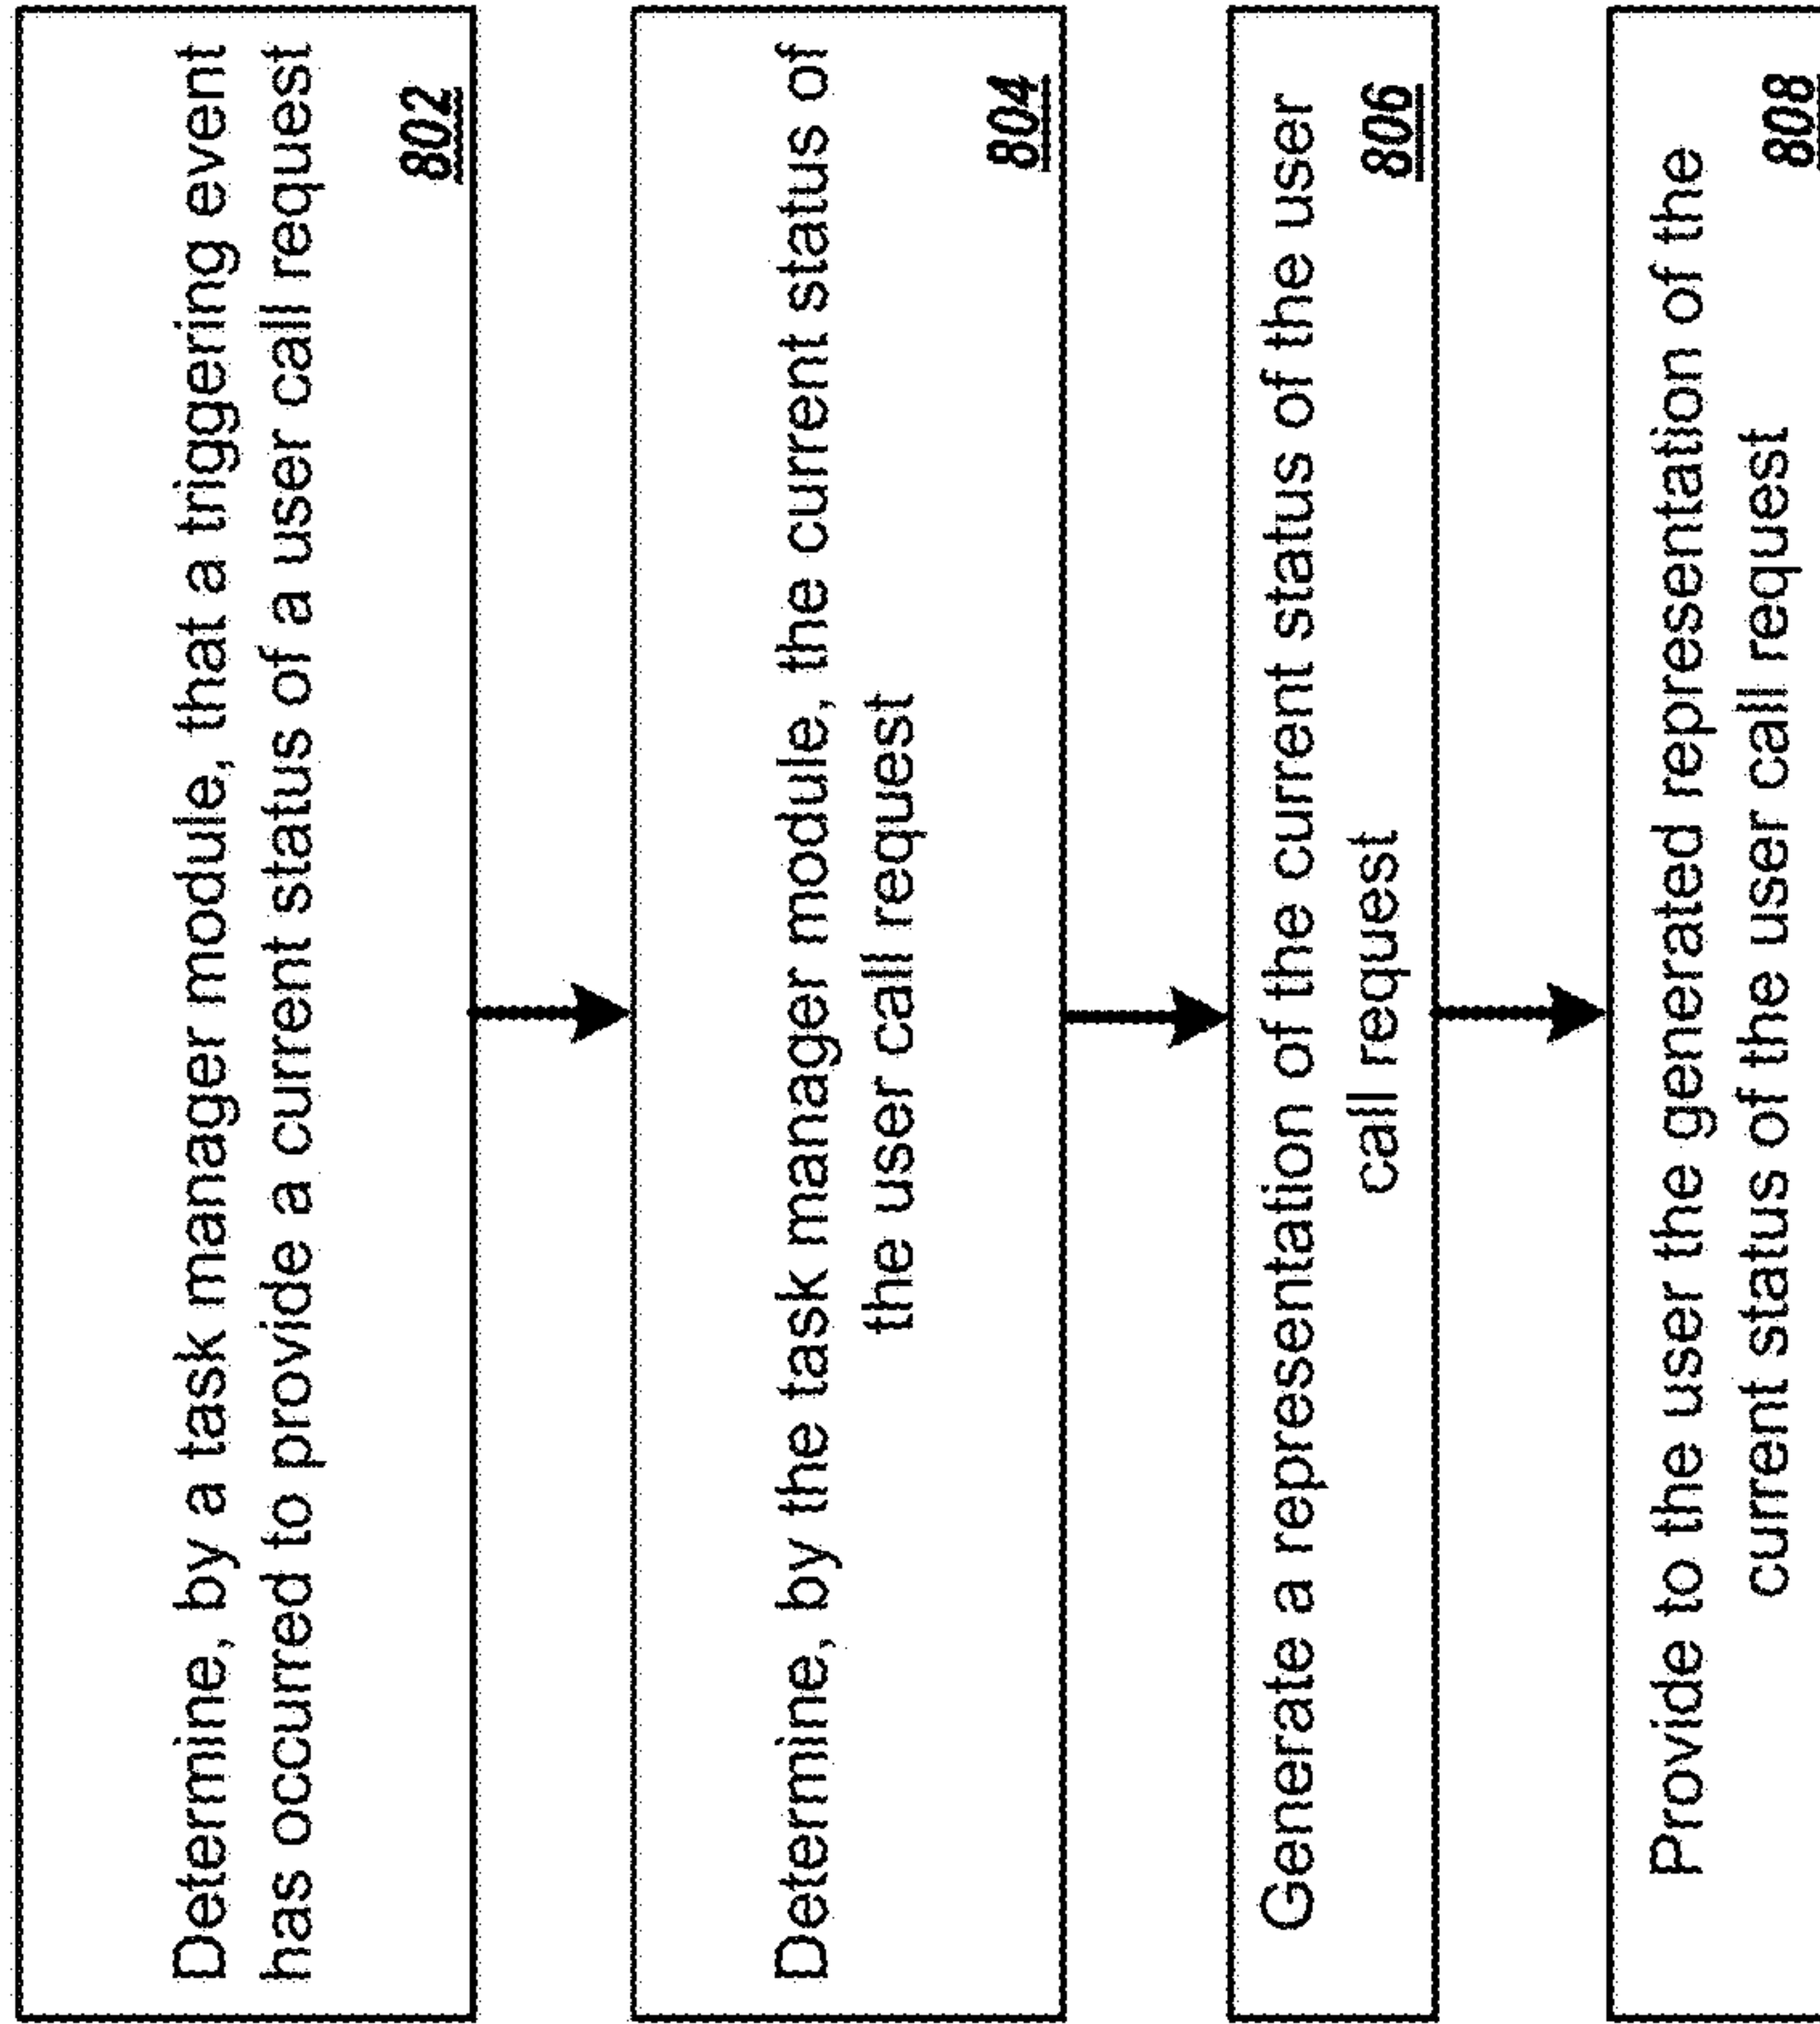 Determine, by a task manager module, that a triggering event
has occurred to provide a current status of a user call request
802
Determine, by the task manager module, the current status of
the user call request
804
Generate a representation of the current status of the user
call request
806
Provide to the user the generated representation of the
current status of the user call request
808